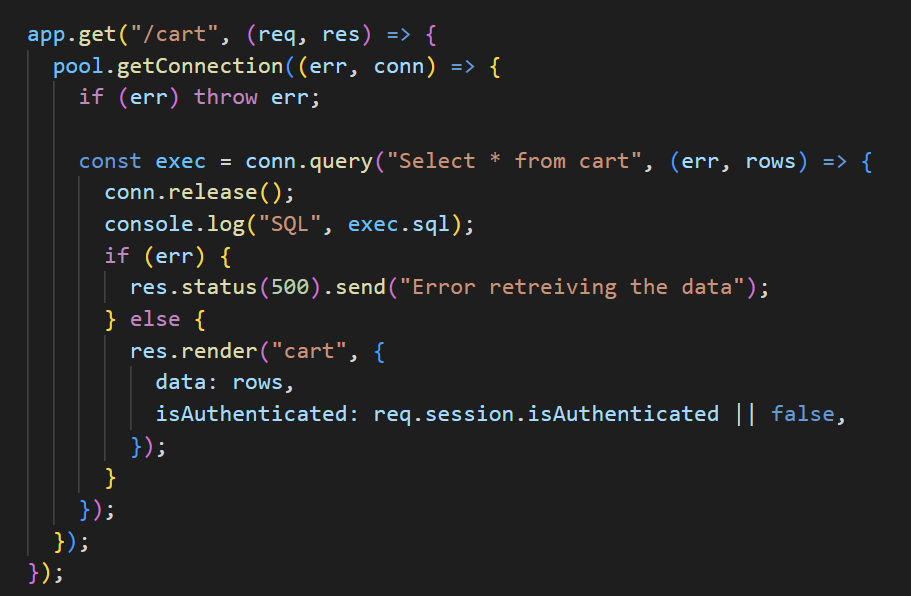 app.get("/cart", (req, res) => {
  pool.getConnection((err, conn) => {
    if (err) throw err;

    const exec = conn.query("Select * from cart", (err, rows) => {
      conn.release();
      console.log("SQL", exec.sql);
      if (err) {
        res.status(500).send("Error retreiving the data");
      } else {
        res.render("cart", {
          data: rows,
          isAuthenticated: req.session.isAuthenticated || false,
        });
      }
    });
  });
});